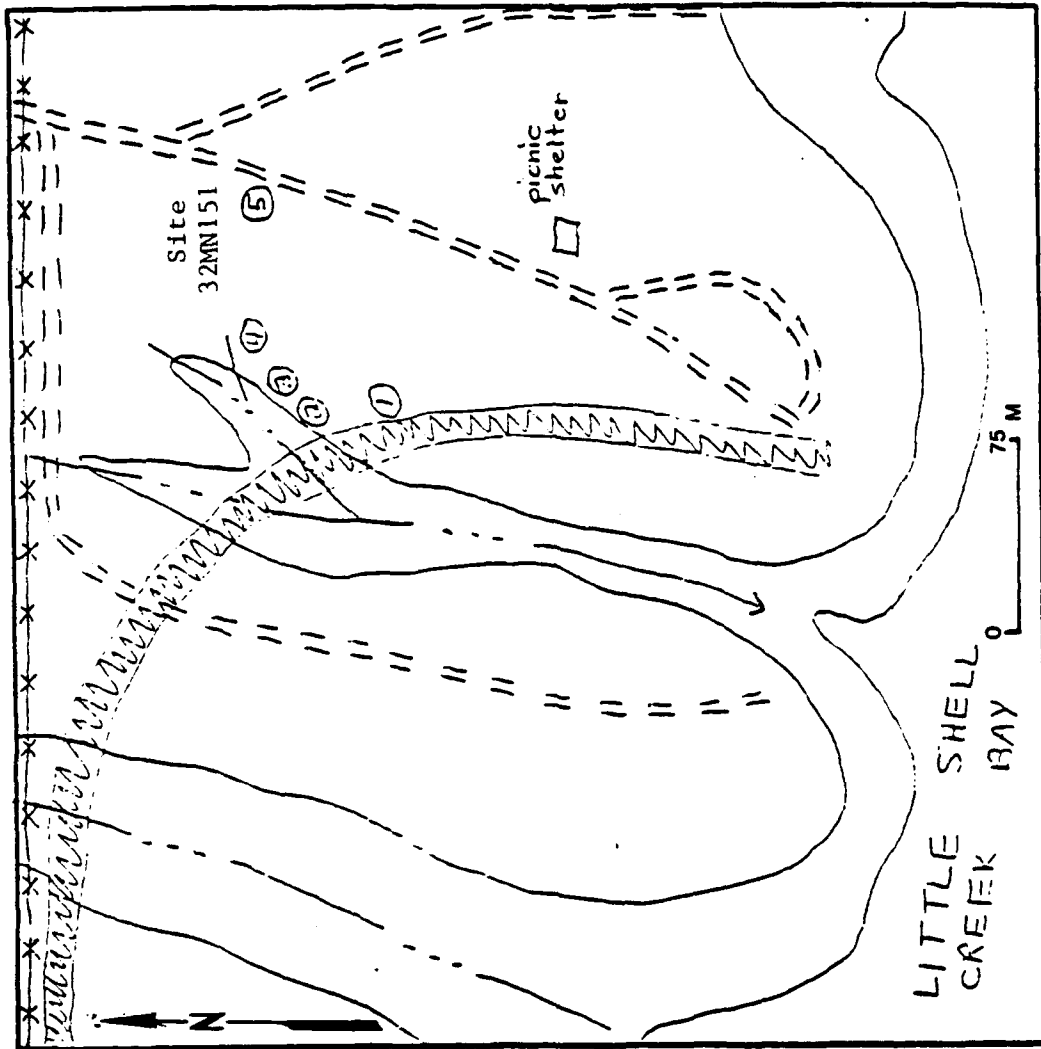 Site
32MN151
5
picnic
shelter
4
3
2
1
N
0 75 M
LITTLE SHELL
CREEK BAY